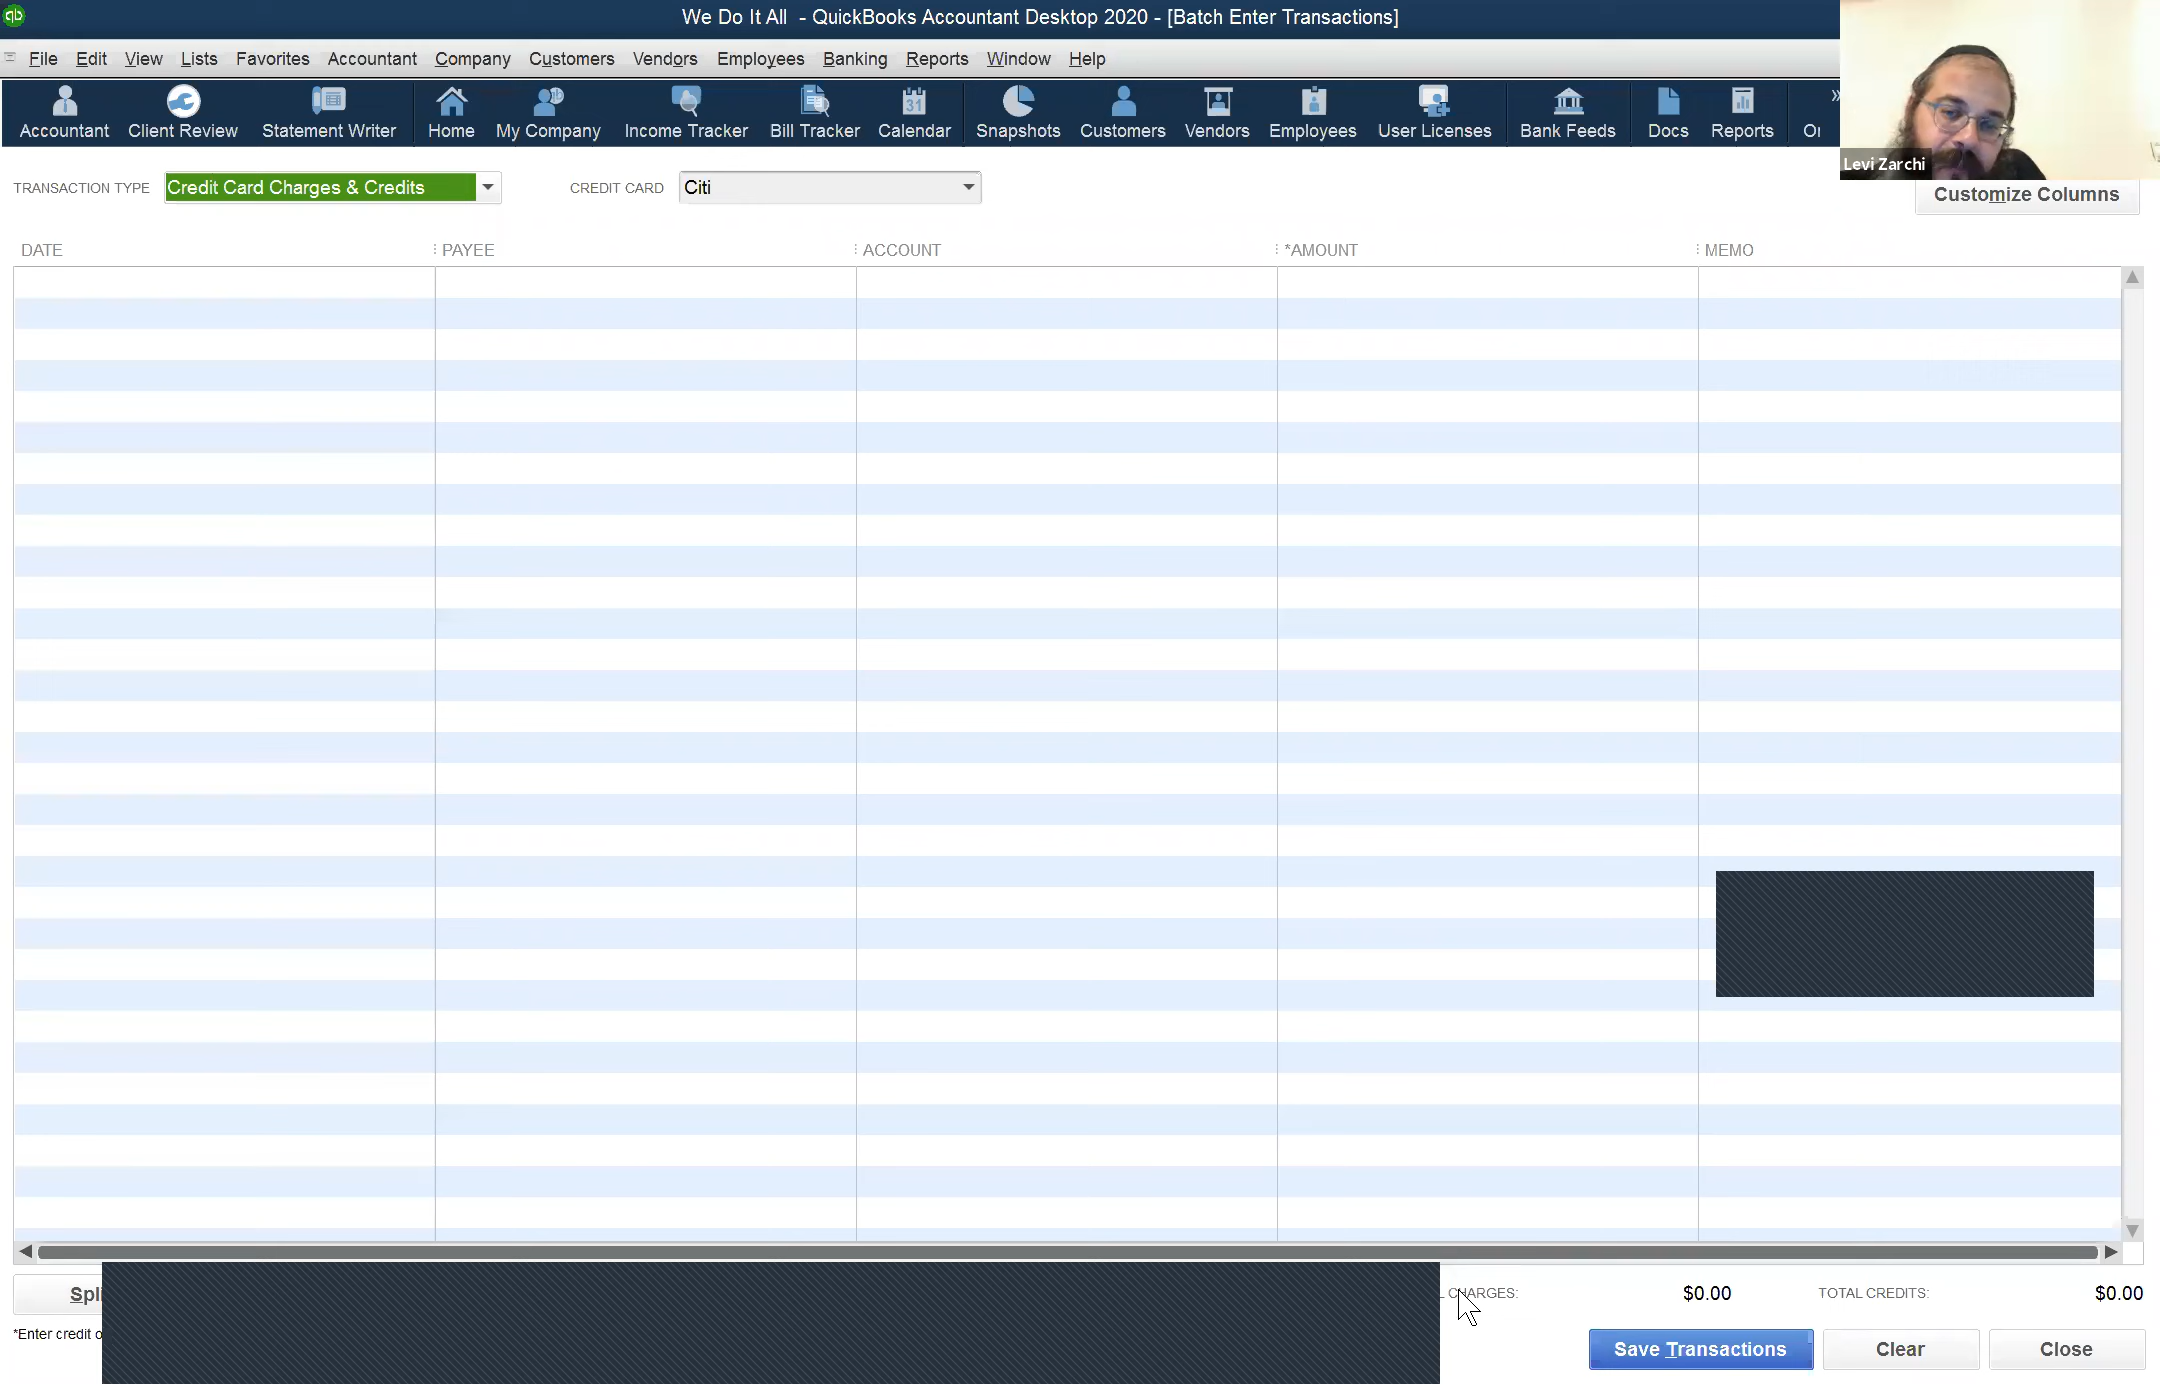 We Do It All - QuickBooks Accountant Desktop 2020 - [Batch Enter Transactions]
File Edit View Lists Favorites Accountant Company Customers Vendors Employees Banking Reports Window Help
Accountant Client Review Statement Writer Home My Company Income Tracker Bill Tracker Calendar Snapshots Customers Vendors Employees User Licenses Bank Feeds Docs Reports
31
Levi Zarchi
TRANSACTION TYPE Credit Card Charges & Credits CREDIT CARD Citi
Customize Columns
DATE PAYEE ACCOUNT *AMOUNT MEMO
CHARGES: $0.00 TOTAL CREDITS: $0.00
*Enter credit
Save Transactions Clear Close